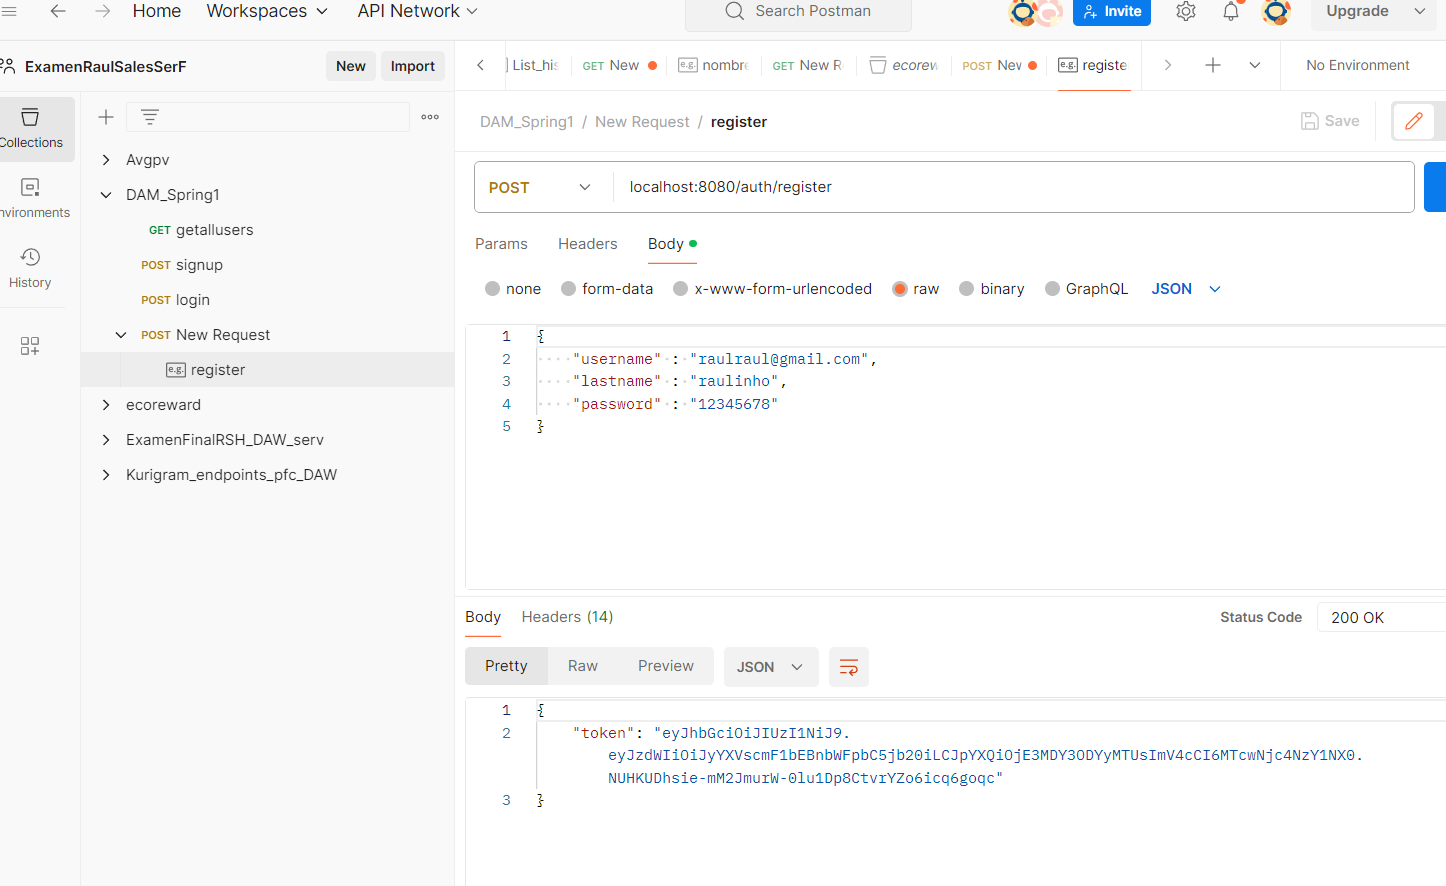 Home Workspaces API Network Search Postman Invite Upgrade
ExamenRaulSalesSerF New Import
List_his GET New e.g. nombre GET New R ecorew POST New e.g. registe No Environment
Collections
nvironments
History
Avgpv
DAM_Spring1
GET getallusers
POST signup
POST login
POST New Request
e.g. register
ecoreward
ExamenFinalRSH_DAW_serv
Kurigram_endpoints_pfc_DAW
DAM_Spring1 / New Request / register Save
POST localhost:8080/auth/register
Params Headers Body
none form-data x-www-form-urlencoded raw binary GraphQL JSON
1 {
2 "username" : "raulraul@gmail.com",
3 "lastname" : "raulinho",
4 "password" : "12345678"
5 }
Body Headers (14) Status Code 200 OK
Pretty Raw Preview JSON
1 {
2 "token": "eyJhbGciOiJIUzI1NiJ9.
eyJzdWIiOiJyYXVscmF1bEBnbWFpbC5jb20iLCJpYXQiOjE3MDY3ODYyMTUsImV4cCI6MTcwNjc4NzY1NX0.
NUHKUDhsie-mM2JmurW-0lu1Dp8CtvrYZo6icq6goqc"
3 }